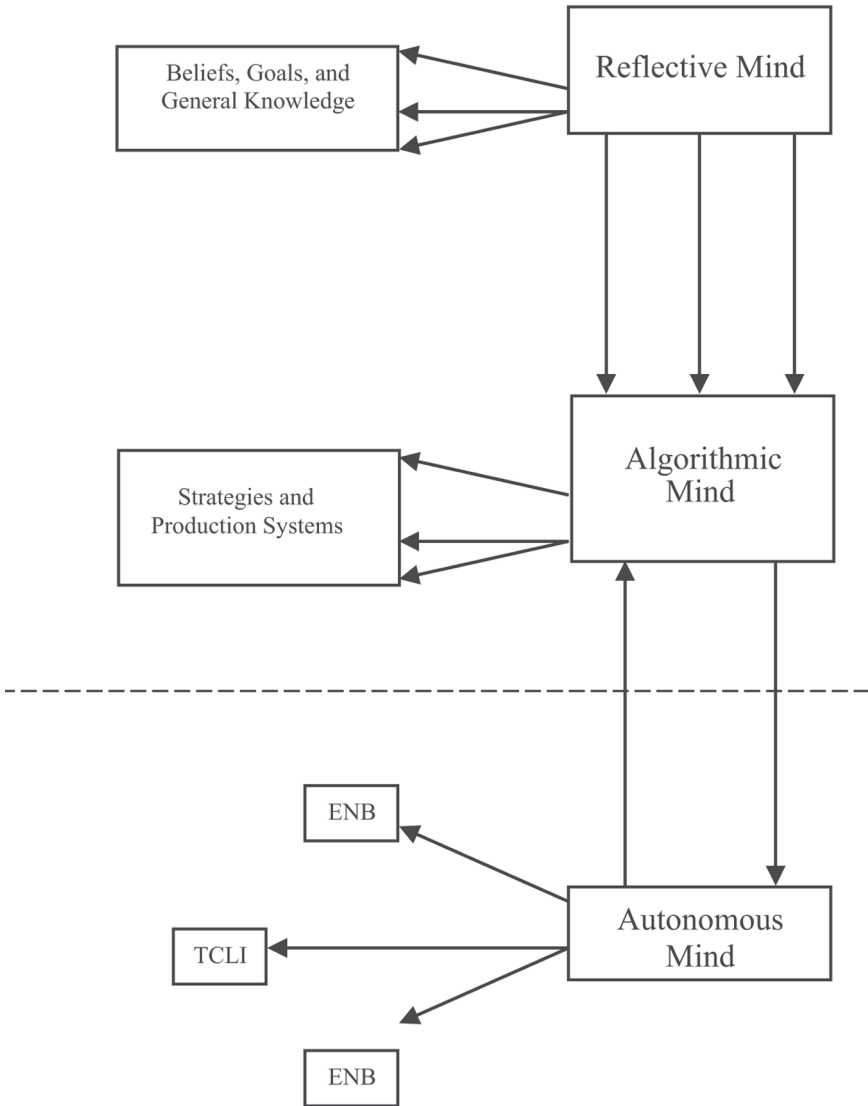 Beliefs, Goals, and
General Knowledge
Reflective Mind
Strategies and
Production Systems
Algorithmic
Mind
ENB
TCLI
ENB
Autonomous
Mind